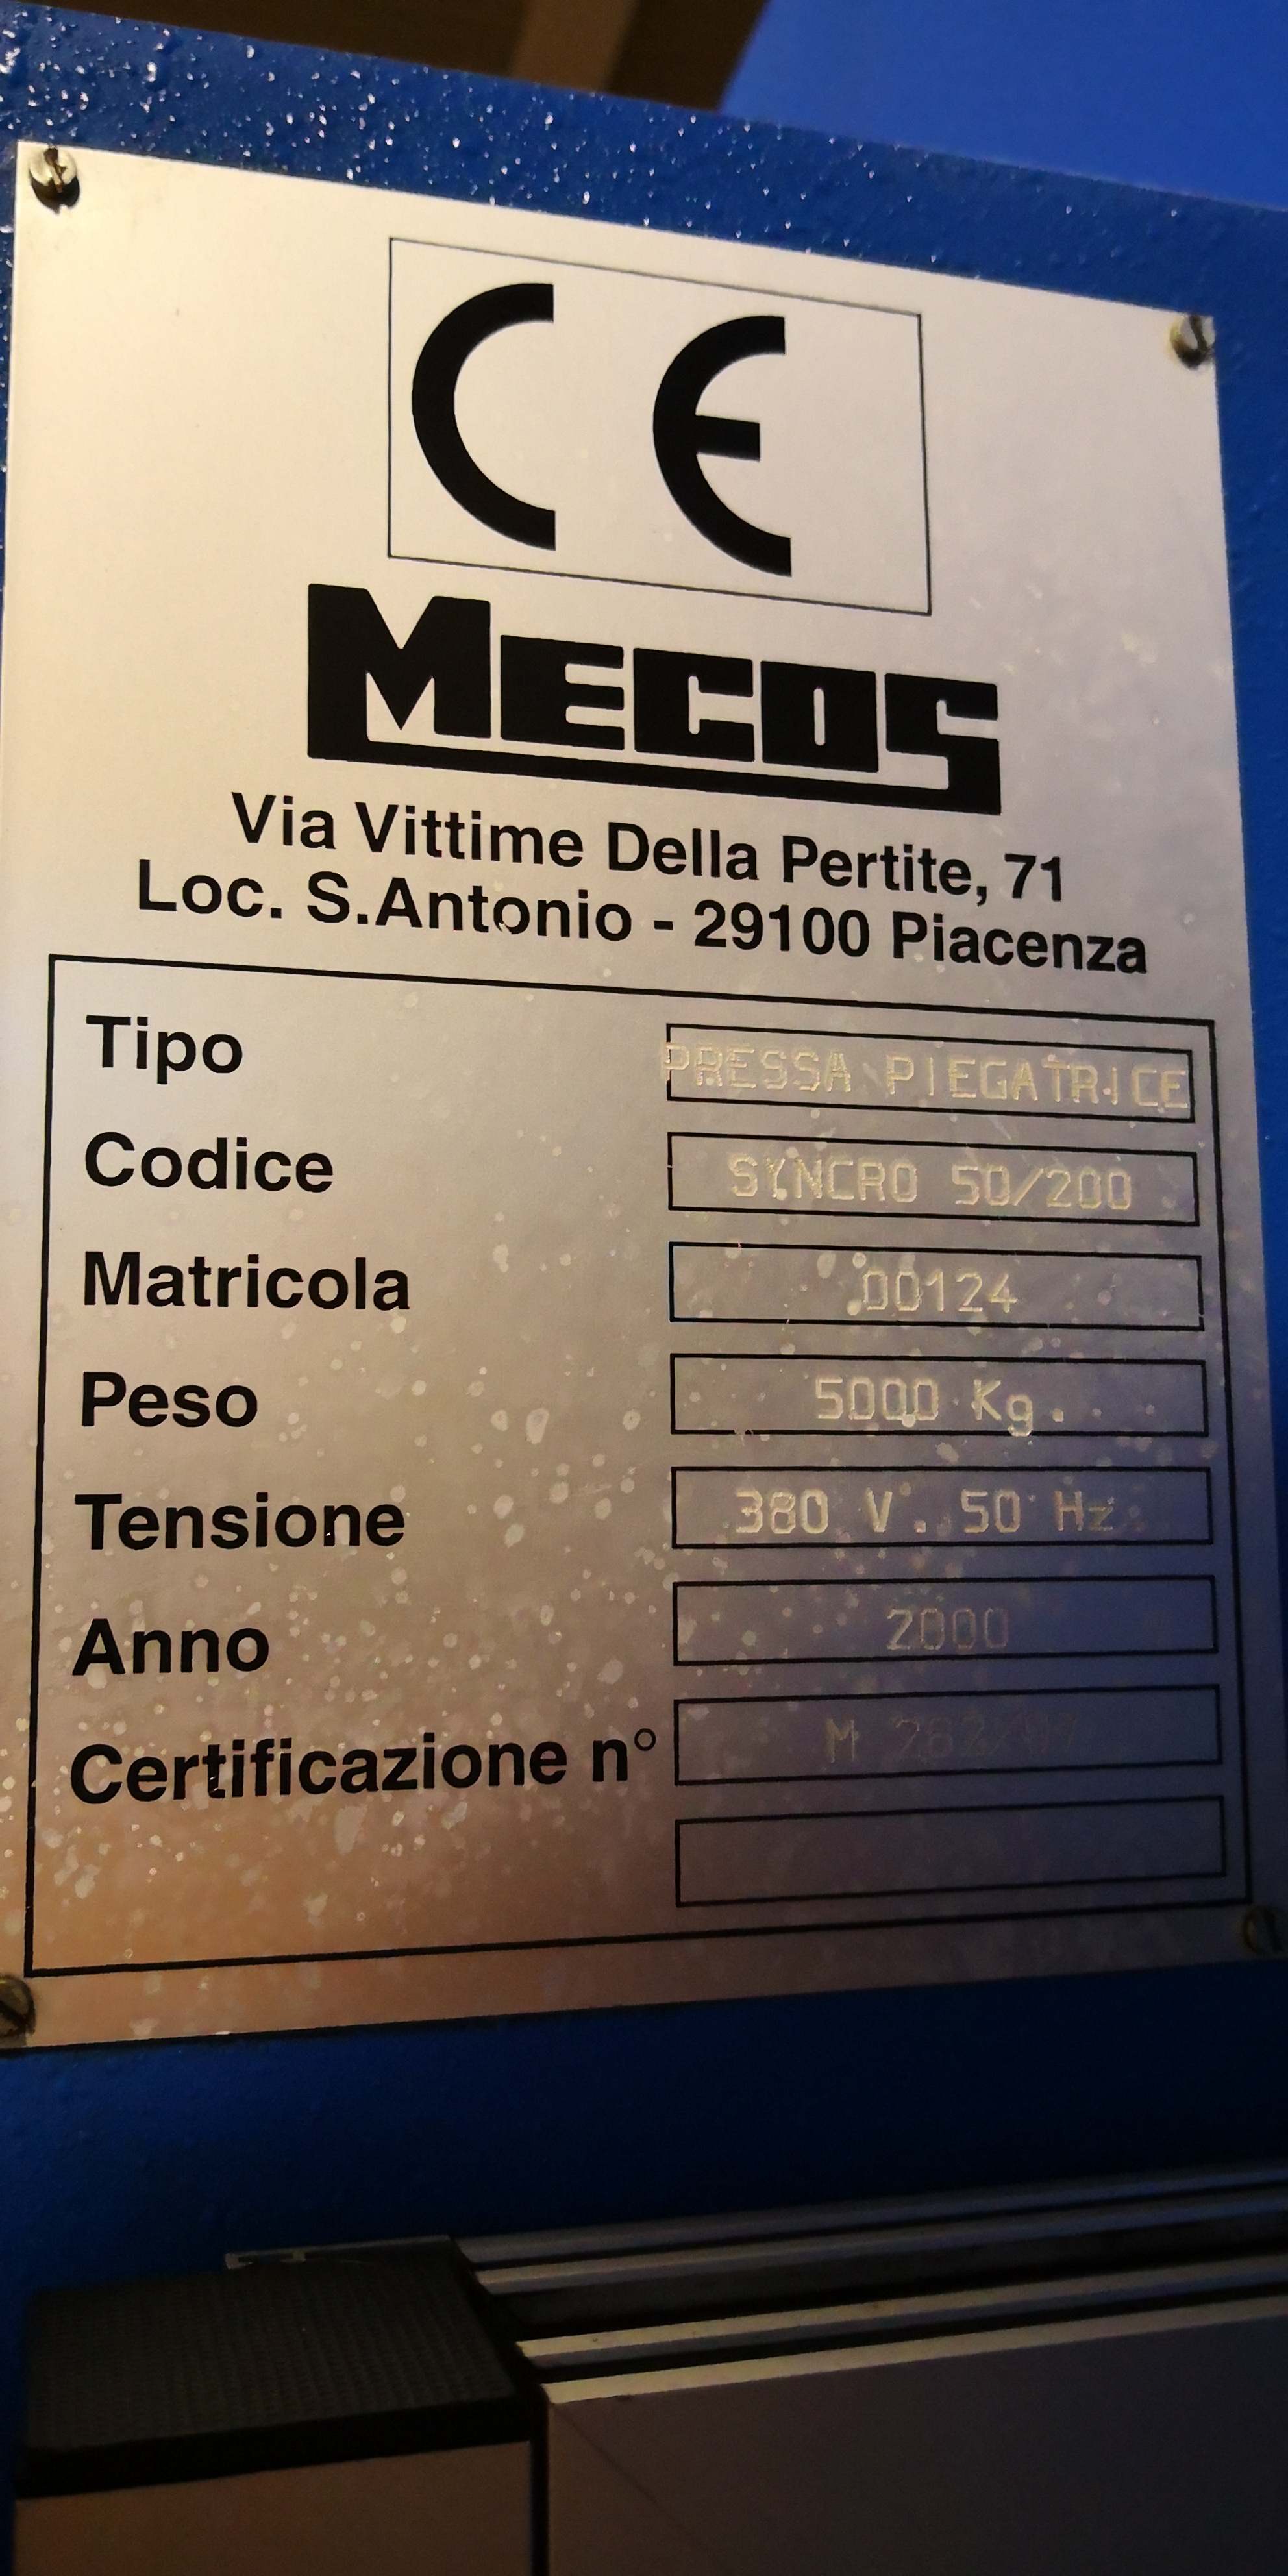 CE
MECOS
Via Vittime Della Pertite, 71
Loc. S.Antonio - 29100 Piacenza
Tipo PRESSA PIEGATRICE
Codice SYNCRO 50/200
Matricola 00124
Peso 5000 Kg.
Tensione 380 V. 50 Hz
Anno 2000
Certificazione n° M